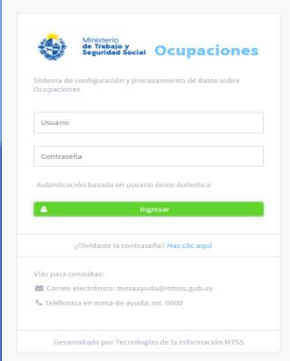 Ministerio
de Trabajo y
Seguridad Social
Ocupaciones
Sistema de configuración y procesamiento de datos sobre
Ocupaciones
Usuario
Contraseña
Autenticación basada en usuario único Autentica
Ingresar
¿Olvidaste la contraseña? Has clic aquí
Vías para consultas:
Correo electrónico: mesaayuda@mtsss.gub.uy
Teléfonica en mesa de ayuda: Int. 0000
Desarrollado por Tecnologías de la Información MTSS